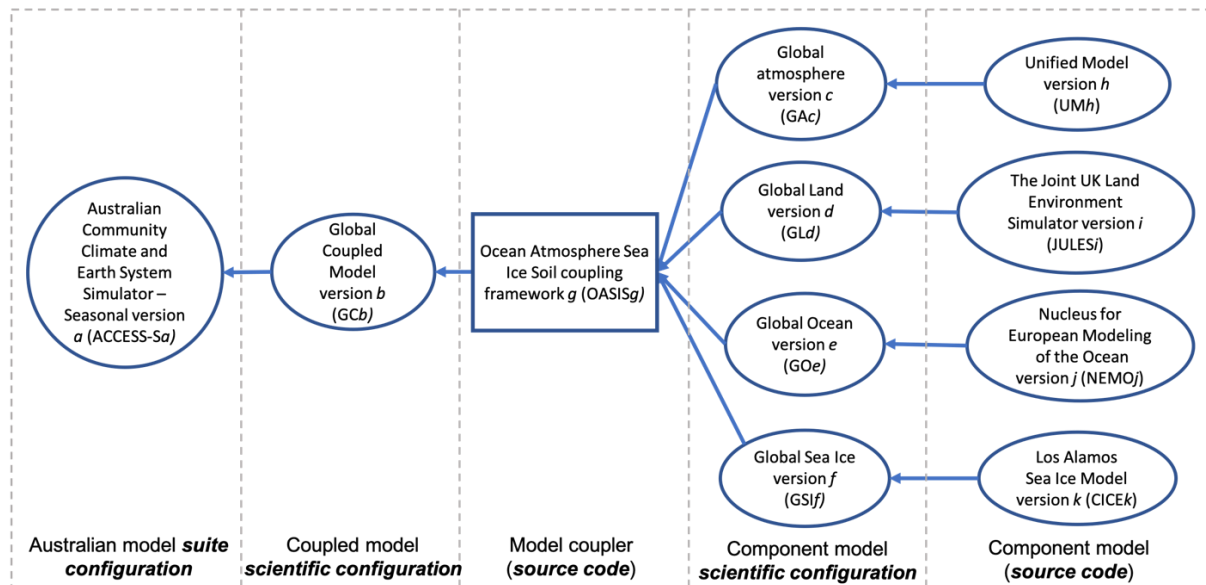 Australian
Community
Climate and
Earth System
Simulator –
Seasonal version
a (ACCESS-Sa)
Global
Coupled
Model
version b
(GCb)
Ocean Atmosphere Sea
Ice Soil coupling
framework g (OASISg)
Global
atmosphere
version c
(GAc)
Global Land
version d
(GLd)
Global Ocean
version e
(GOe)
Global Sea Ice
version f
(GSIf)
Unified Model
version h
(UMh)
The Joint UK Land
Environment
Simulator version i
(JULESi)
Nucleus for
European Modeling
of the Ocean
version j (NEMOj)
Los Alamos
Sea Ice Model
version k (CICEk)
Australian model suite
configuration
Coupled model
scientific configuration
Model coupler
(source code)
Component model
scientific configuration
Component model
(source code)